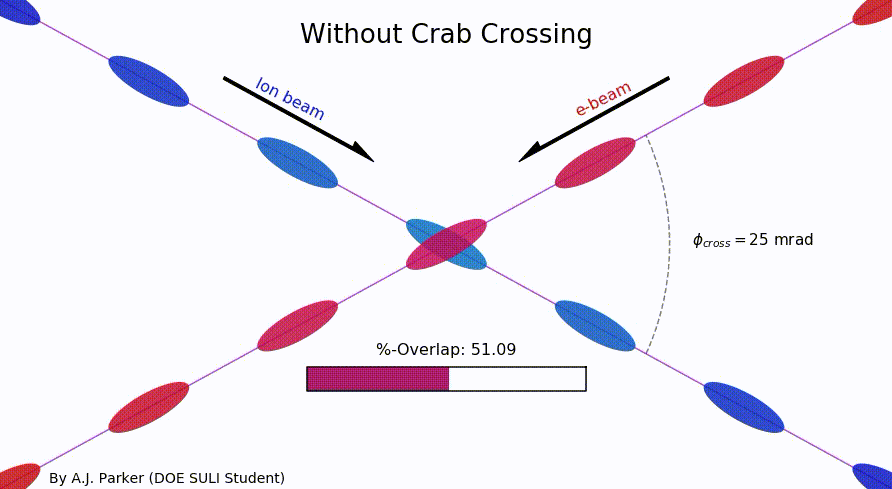 Without Crab Crossing
Ion beam
e-beam
ϕcross = 25 mrad
%-Overlap: 51.09
By A.J. Parker (DOE SULI Student)